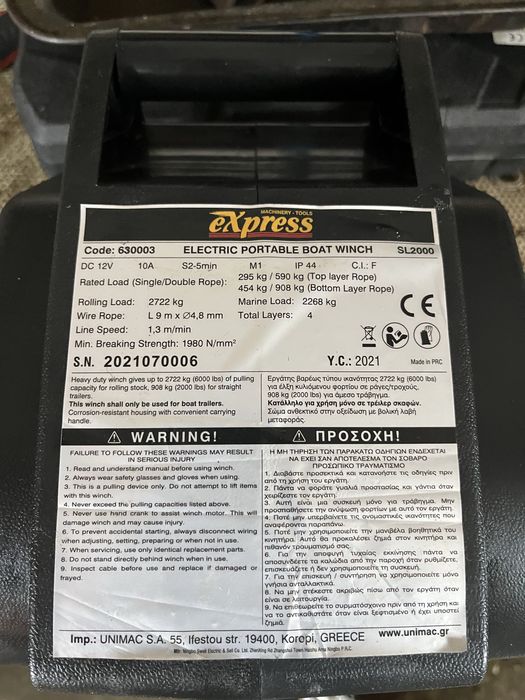 MACHINERY - TOOLS
eXpress
Code: 630003 ELECTRIC PORTABLE BOAT WINCH SL2000
DC 12V 10A S2-5min M1 IP 44 C.I.: F
Rated Load (Single/Double Rope): 295 kg / 590 kg (Top layer Rope)
454 kg / 908 kg (Bottom Layer Rope)
Rolling Load: 2722 kg Marine Load: 2268 kg
Wire Rope: L 9 m x Ø4,8 mm Total Layers: 4
Line Speed: 1,3 m/min
Min. Breaking Strength: 1980 N/mm²
CE
S.N. 2021070006 Y.C.: 2021 Made in PRC
Heavy duty winch gives up to 2722 kg (6000 lbs) of pulling
capacity for rolling stock, 908 kg (2000 lbs) for straight
trailers.
This winch shall only be used for boat trailers.
Corrosion-resistant housing with convenient carrying
handle.
Εργάτης βαρέως τύπου ικανότητας 2722 kg (6000 lbs)
για έλξη κυλιόμενου φορτίου σε ράγες/τροχούς,
908 kg (2000 lbs) για άμεσο τράβηγμα.
Κατάλληλο για χρήση μόνο σε τρέιλερ σκαφών.
Σώμα ανθεκτικό στην οξείδωση με βολική λαβή
μεταφοράς.
WARNING!
FAILURE TO FOLLOW THESE WARNINGS MAY RESULT
IN SERIOUS INJURY
1. Read and understand manual before using winch.
2. Always wear safety glasses and gloves when using.
3. This is a pulling device only. Do not attempt to lift items
with this winch.
4. Never exceed the pulling capacities listed above.
5. Never use hand crank to assist winch motor. This will
damage winch and may cause injury.
6. To prevent accidental starting, always disconnect wiring
when adjusting, setting, preparing or when not in use.
7. When servicing, use only identical replacement parts.
8. Do not stand directly behind winch when in use.
9. Inspect cable before use and replace if damaged or
frayed.
ΠΡΟΣΟΧΗ!
Η ΜΗ ΤΗΡΗΣΗ ΤΩΝ ΠΑΡΑΚΑΤΩ ΟΔΗΓΙΩΝ ΕΝΔΕΧΕΤΑΙ
ΝΑ ΕΧΕΙ ΣΑΝ ΑΠΟΤΕΛΕΣΜΑ ΤΟΝ ΣΟΒΑΡΟ
ΠΡΟΣΩΠΙΚΟ ΤΡΑΥΜΑΤΙΣΜΟ
1. Διαβάστε προσεκτικά και κατανοήστε τις οδηγίες πριν
από τη χρήση του εργάτη.
2. Πάντα να φοράτε γυαλιά προστασίας και γάντια όταν
χειρίζεστε τον εργάτη.
3. Αυτή είναι μια συσκευή μόνο για τράβηγμα. Μην
προσπαθήσετε την ανύψωση φορτίων με αυτό τον εργάτη.
4. Ποτέ μην υπερβαίνετε τις ονομαστικές ικανότητες που
αναφέρονται παραπάνω.
5. Ποτέ μην χρησιμοποιήσετε την μανιβέλα βοηθητικά του
κινητήρα. Αυτό θα προκαλέσει ζημιά στον κινητήρα και
πιθανόν τραυματισμό σας.
6. Για την αποφυγή τυχαίας εκκίνησης πάντα να
αποσυνδέετε τα καλώδια από την παροχή όταν ρυθμίζετε,
επισκευάζετε ή δεν χρησιμοποιείτε τη συσκευή.
7. Για την επισκευή / συντήρηση να χρησιμοποιείτε μόνο
γνήσια ανταλλακτικά.
8. Να μην στέκεστε ακριβώς πίσω από τον εργάτη όταν
είναι σε λειτουργία.
9. Να επιθεωρείτε το συρματόσχοινο πριν από τη χρήση και
να το αντικαθιστάτε όταν είναι ξεφτισμένο ή έχει υποστεί
ζημιά.
Imp.: UNIMAC S.A. 55, Ifestou str. 19400, Koropi, GREECE www.unimac.gr
Mfr: Ningbo Swell Electric & Sail Co. Ltd.